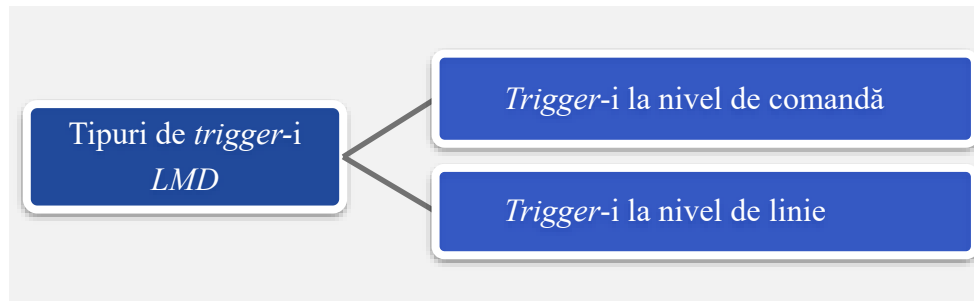 Tipuri de trigger-i
LMD
Trigger-i la nivel de comandă
Trigger-i la nivel de linie